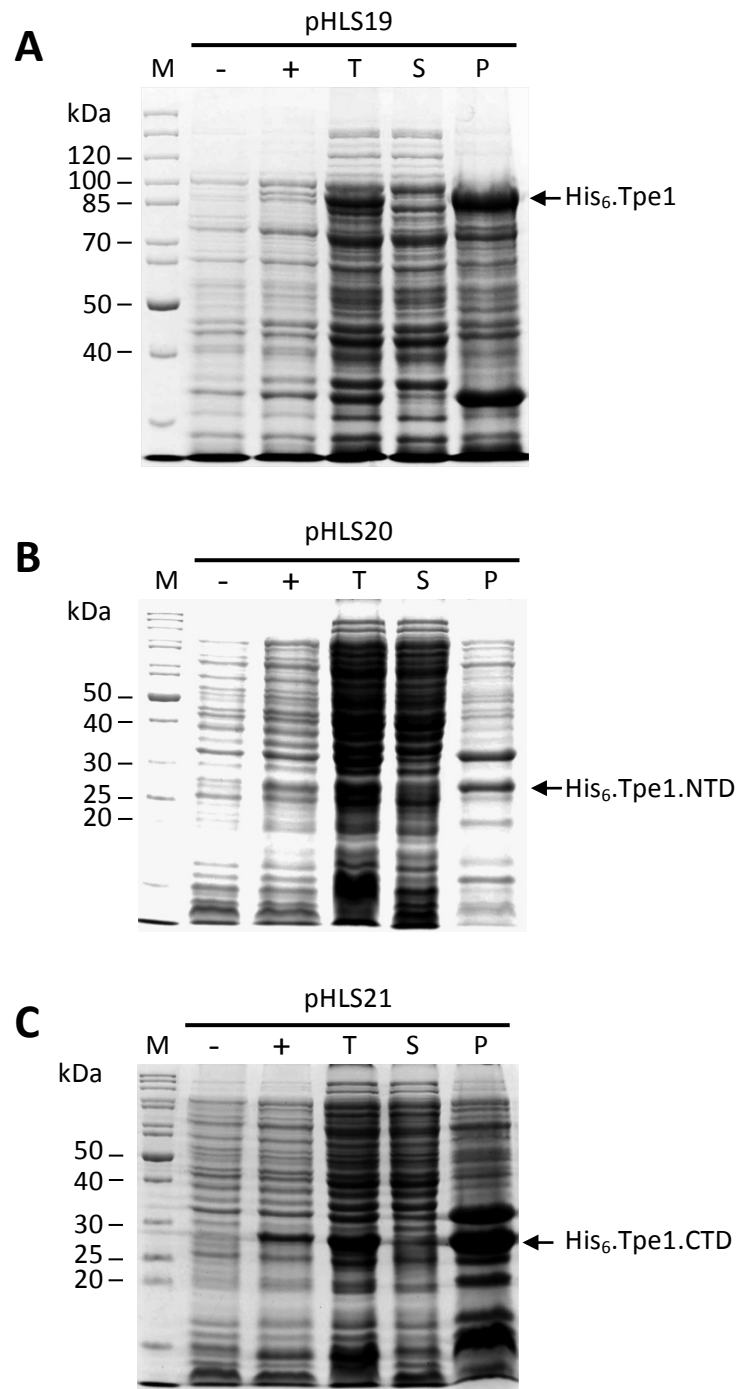 A
pHLS19
M - + T S P
kDa
120
100
85
70
50
40
His₆.Tpe1
B
pHLS20
M - + T S P
kDa
50
40
30
25
20
His₆.Tpe1.NTD
C
pHLS21
M - + T S P
kDa
50
40
30
25
20
His₆.Tpe1.CTD